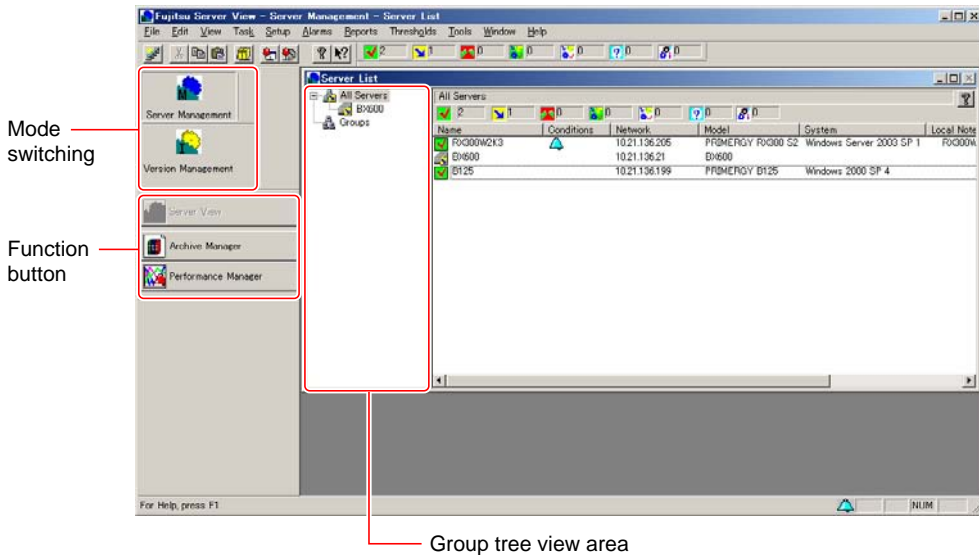 Fujitsu Server View - Server Management - Server List
File Edit View Task Setup Alarms Reports Thresholds Tools Window Help
2 1 0 0 0 0 0
Server Management
Version Management
Mode switching
Server View
Archive Manager
Performance Manager
Function button
Server List
All Servers
BX600
Groups
All Servers
2 1 0 0 0 0 0
Name Conditions Network Model System Local Note
RX300W2K3 10.21.136.205 PRIMERGY RX300 S2 Windows Server 2003 SP 1 RX300W
BX600 10.21.136.21 BX600
B125 10.21.136.199 PRIMERGY B125 Windows 2000 SP 4
For Help, press F1
NUM
Group tree view area